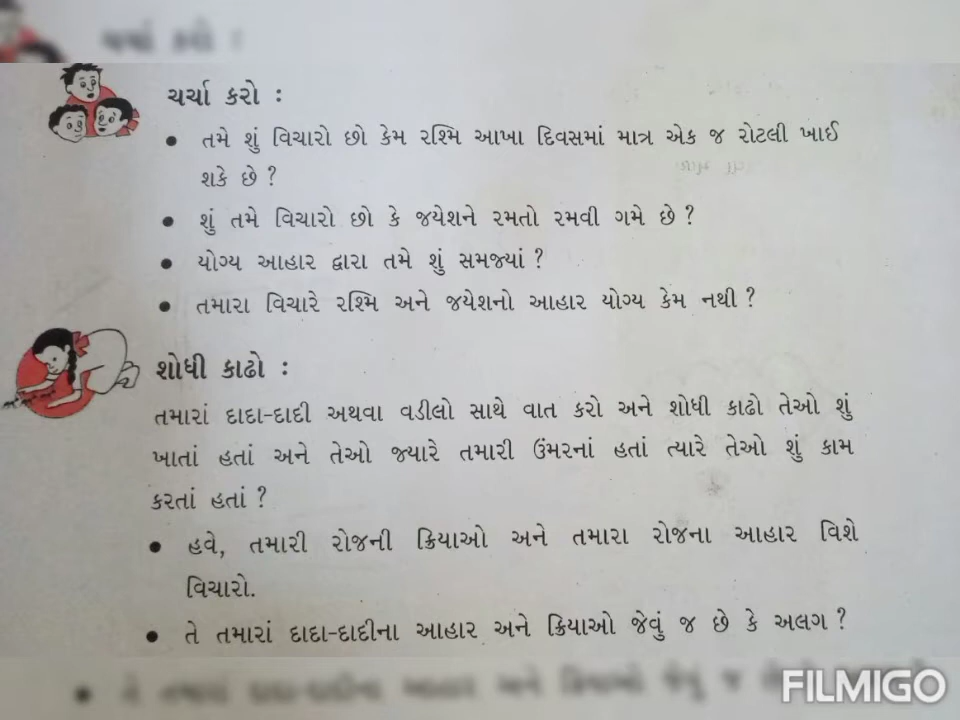 ચર્ચા કરો :
• તમે શું વિચારો છો કેમ રશ્મિ આખા દિવસમાં માત્ર એક જ રોટલી ખાઈ
શકે છે ?
• શું તમે વિચારો છો કે જયેશને રમતો રમવી ગમે છે ?
• યોગ્ય આહાર દ્વારા તમે શું સમજ્યાં ?
• તમારા વિચારે રશ્મિ અને જયેશનો આહાર યોગ્ય કેમ નથી ?
શોધી કાઢો :
તમારાં દાદા-દાદી અથવા વડીલો સાથે વાત કરો અને શોધી કાઢો તેઓ શું
ખાતાં હતાં અને તેઓ જ્યારે તમારી ઉંમરનાં હતાં ત્યારે તેઓ શું કામ
કરતાં હતાં ?
• હવે, તમારી રોજની ક્રિયાઓ અને તમારા રોજના આહાર વિશે
વિચારો.
• તે તમારાં દાદા-દાદીના આહાર અને ક્રિયાઓ જેવું જ છે કે અલગ ?
FILMIGO